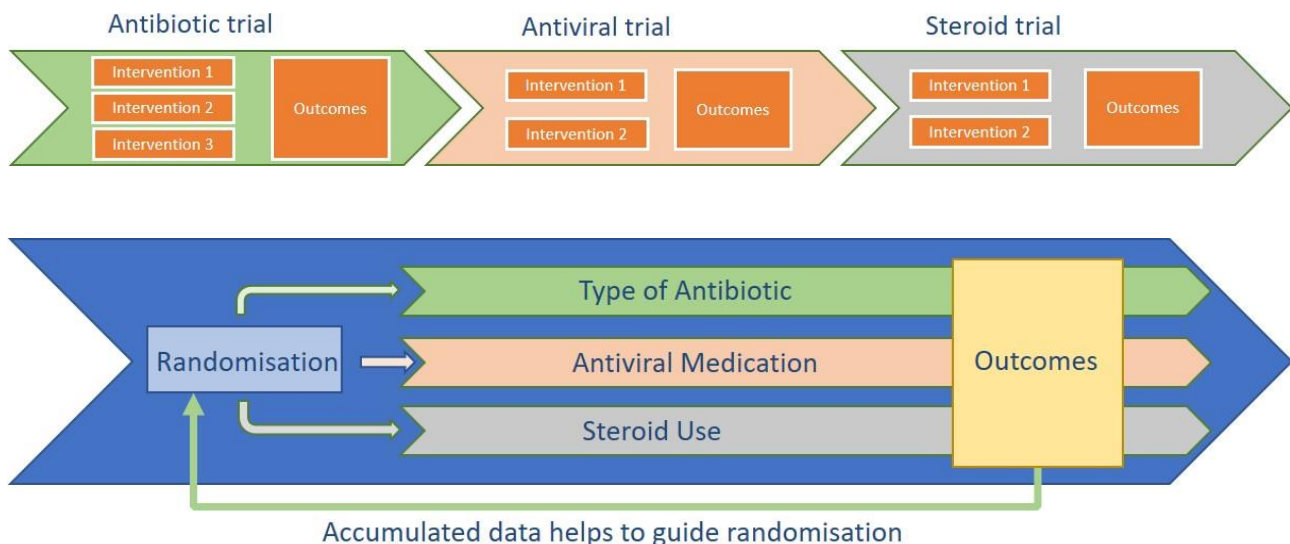 Antibiotic trial
Antiviral trial
Steroid trial
Intervention 1
Intervention 2
Intervention 3
Outcomes
Intervention 1
Intervention 2
Outcomes
Intervention 1
Intervention 2
Outcomes
Randomisation
Type of Antibiotic
Antiviral Medication
Steroid Use
Outcomes
Accumulated data helps to guide randomisation